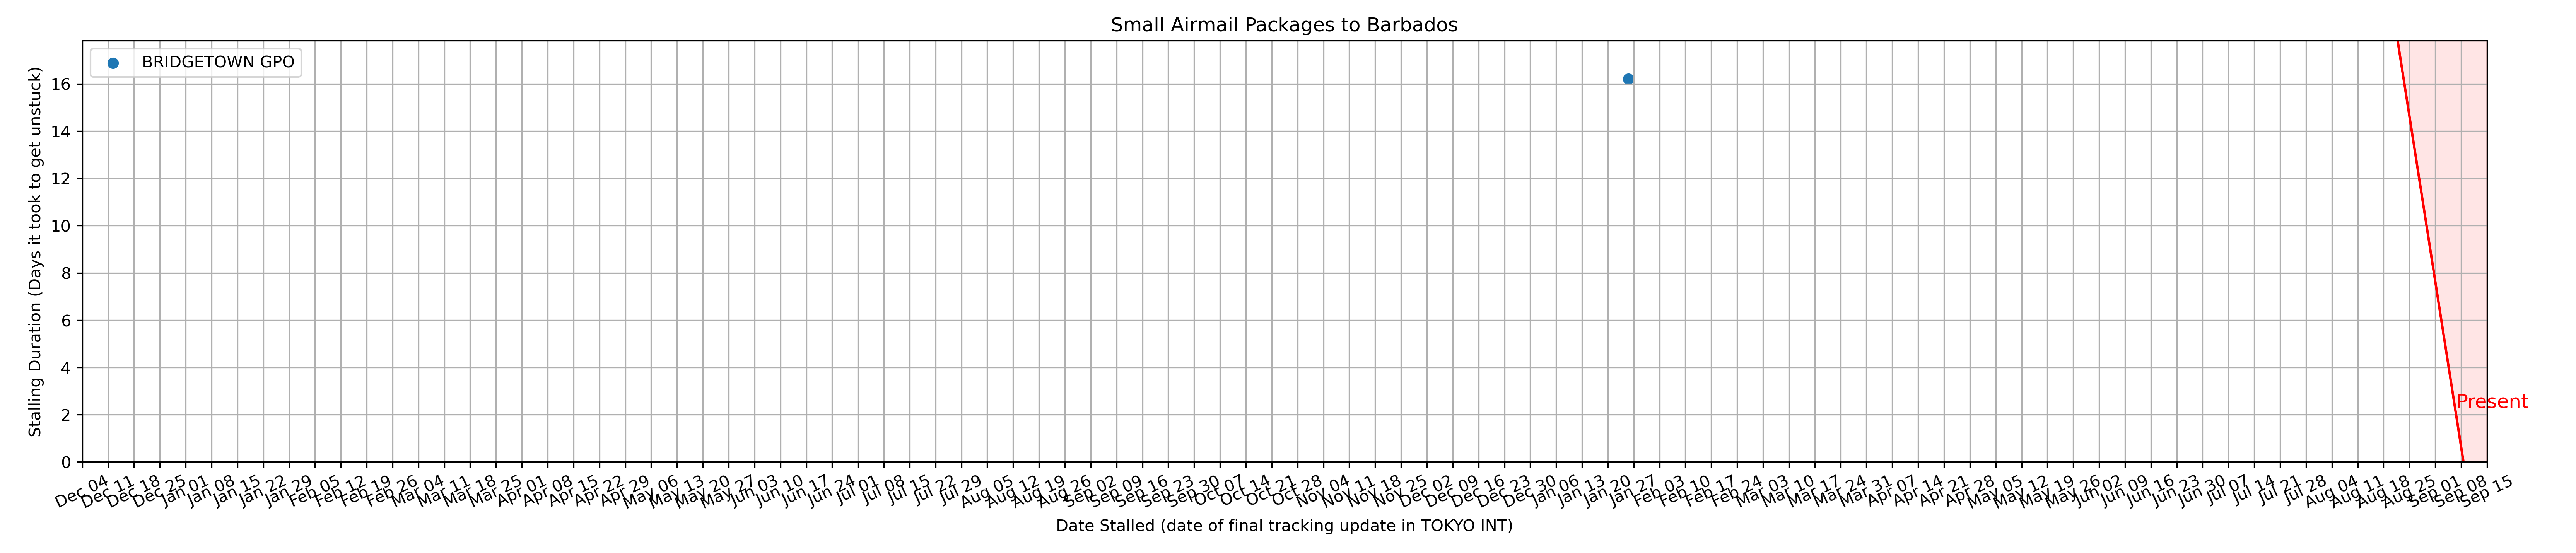 Small Airmail Packages to Barbados
BRIDGETOWN GPO
Stalling Duration (Days it took to get unstuck)
16
14
12
10
8
6
4
2
0
Present
Dec 04 Dec 11 Dec 18 Dec 25 Jan 01 Jan 08 Jan 15 Jan 22 Jan 29 Feb 05 Feb 12 Feb 19 Feb 26 Mar 04 Mar 11 Mar 18 Mar 25 Apr 01 Apr 08 Apr 15 Apr 22 Apr 29 May 06 May 13 May 20 May 27 Jun 03 Jun 10 Jun 17 Jun 24 Jul 01 Jul 08 Jul 15 Jul 22 Jul 29 Aug 05 Aug 12 Aug 19 Aug 26 Sep 02 Sep 09 Sep 16 Sep 23 Sep 30 Oct 07 Oct 14 Oct 21 Oct 28 Nov 04 Nov 11 Nov 18 Nov 25 Dec 02 Dec 09 Dec 16 Dec 23 Dec 30 Jan 06 Jan 13 Jan 20 Jan 27 Feb 03 Feb 10 Feb 17 Feb 24 Mar 03 Mar 10 Mar 17 Mar 24 Mar 31 Apr 07 Apr 14 Apr 21 Apr 28 May 05 May 12 May 19 May 26 Jun 02 Jun 09 Jun 16 Jun 23 Jun 30 Jul 07 Jul 14 Jul 21 Jul 28 Aug 04 Aug 11 Aug 18 Aug 25 Sep 01 Sep 08 Sep 15
Date Stalled (date of final tracking update in TOKYO INT)